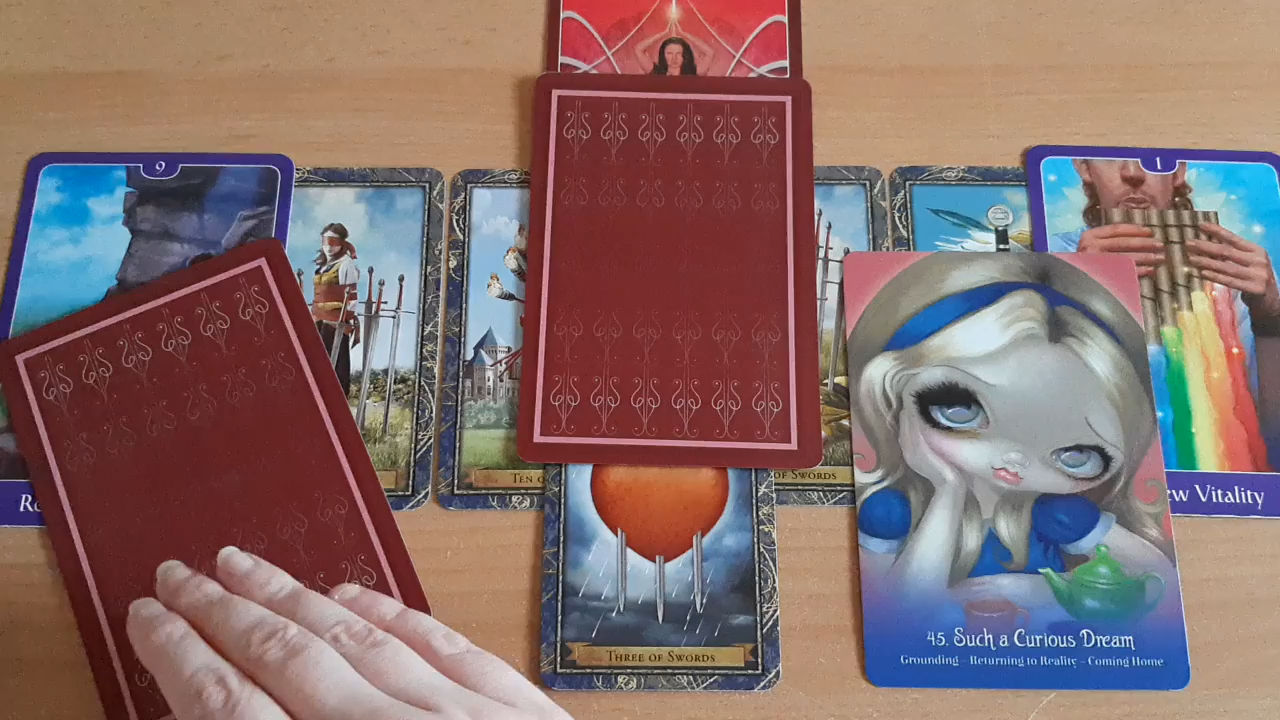 9
1
TEN O
OF SWORDS
ew Vitality
THREE OF SWORDS
45. Such a Curious Dream
Grounding – Returning to Reality – Coming Home